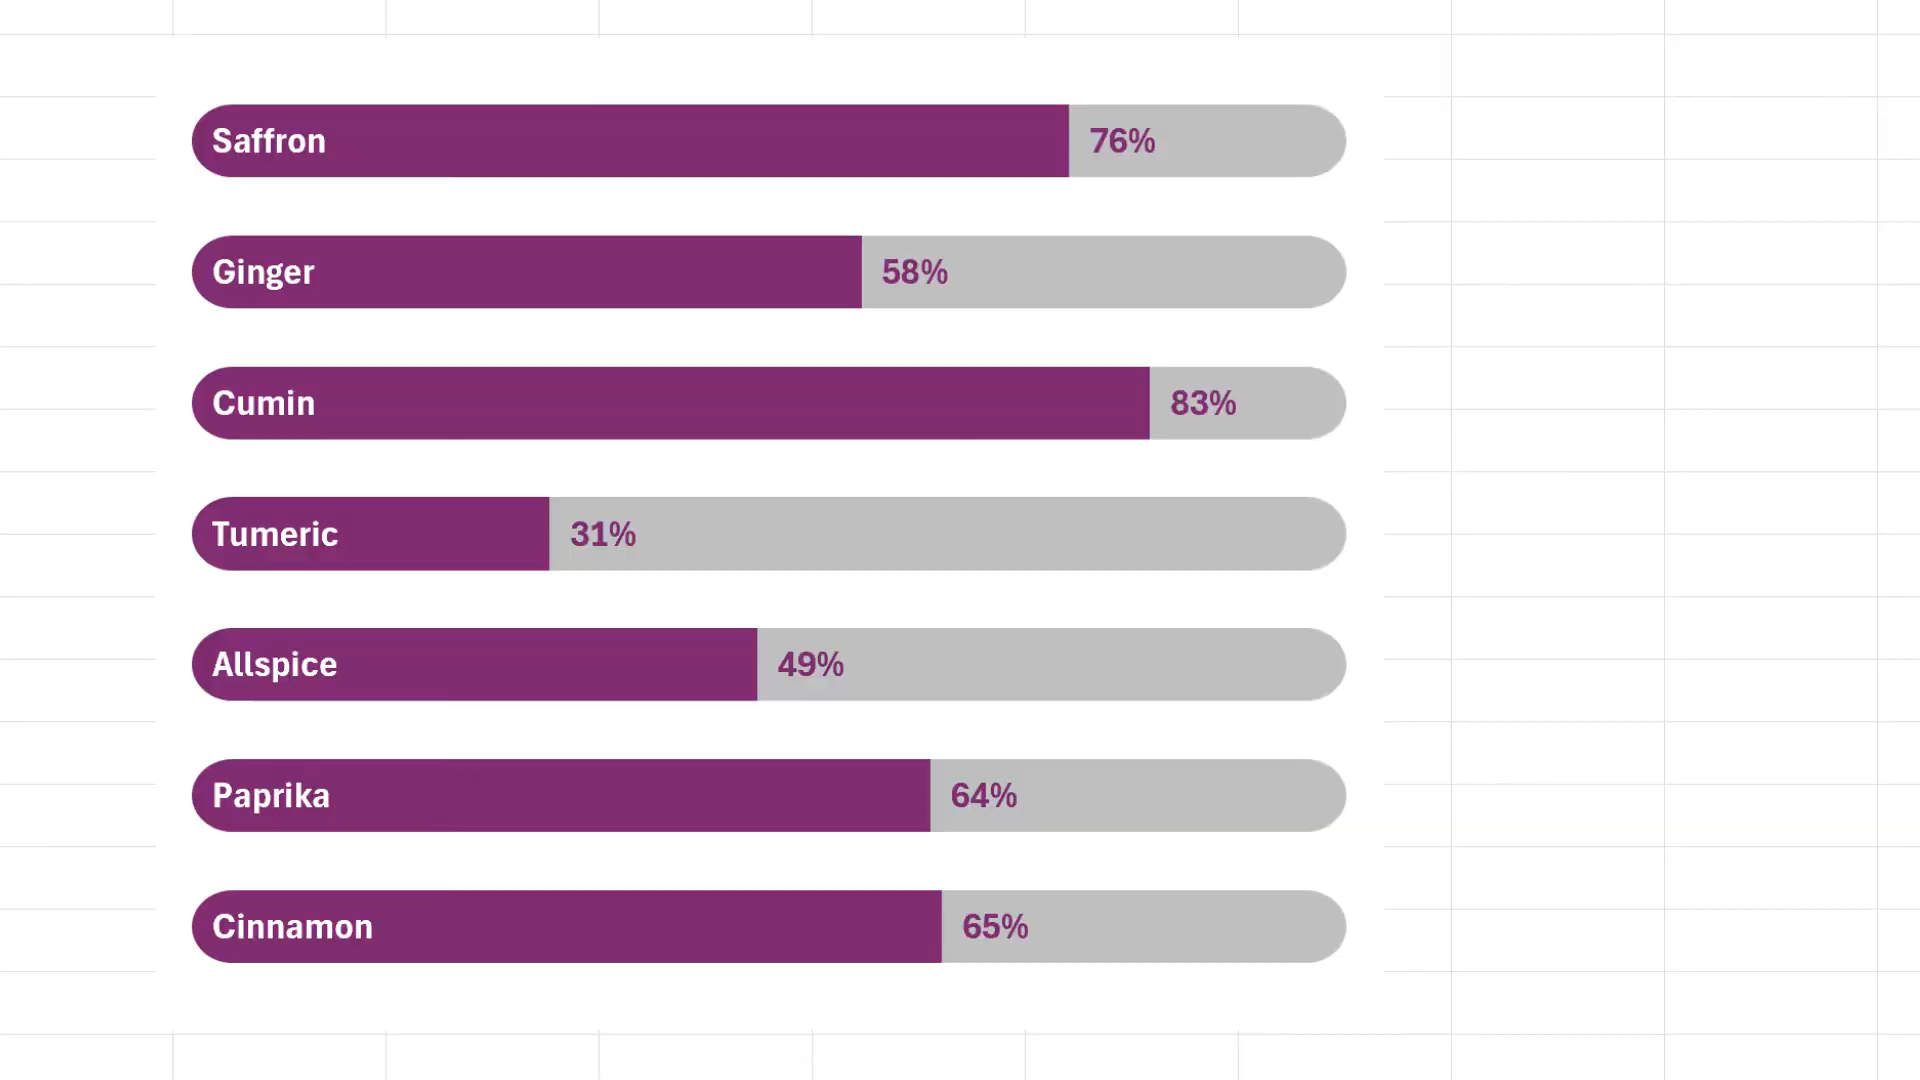 Saffron 76%
Ginger 58%
Cumin 83%
Tumeric 31%
Allspice 49%
Paprika 64%
Cinnamon 65%